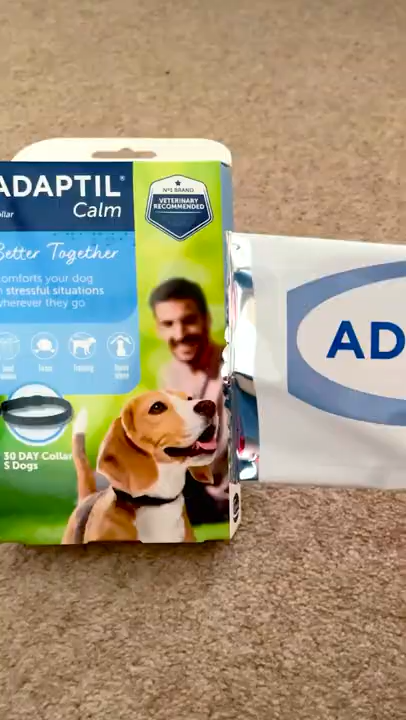 ADAPTIL®
Calm
Nº1 BRAND
VETERINARY
RECOMMENDED
Better Together
comforts your dog
stressful situations
wherever they go
Training
30 DAY Collar
S Dogs
AD